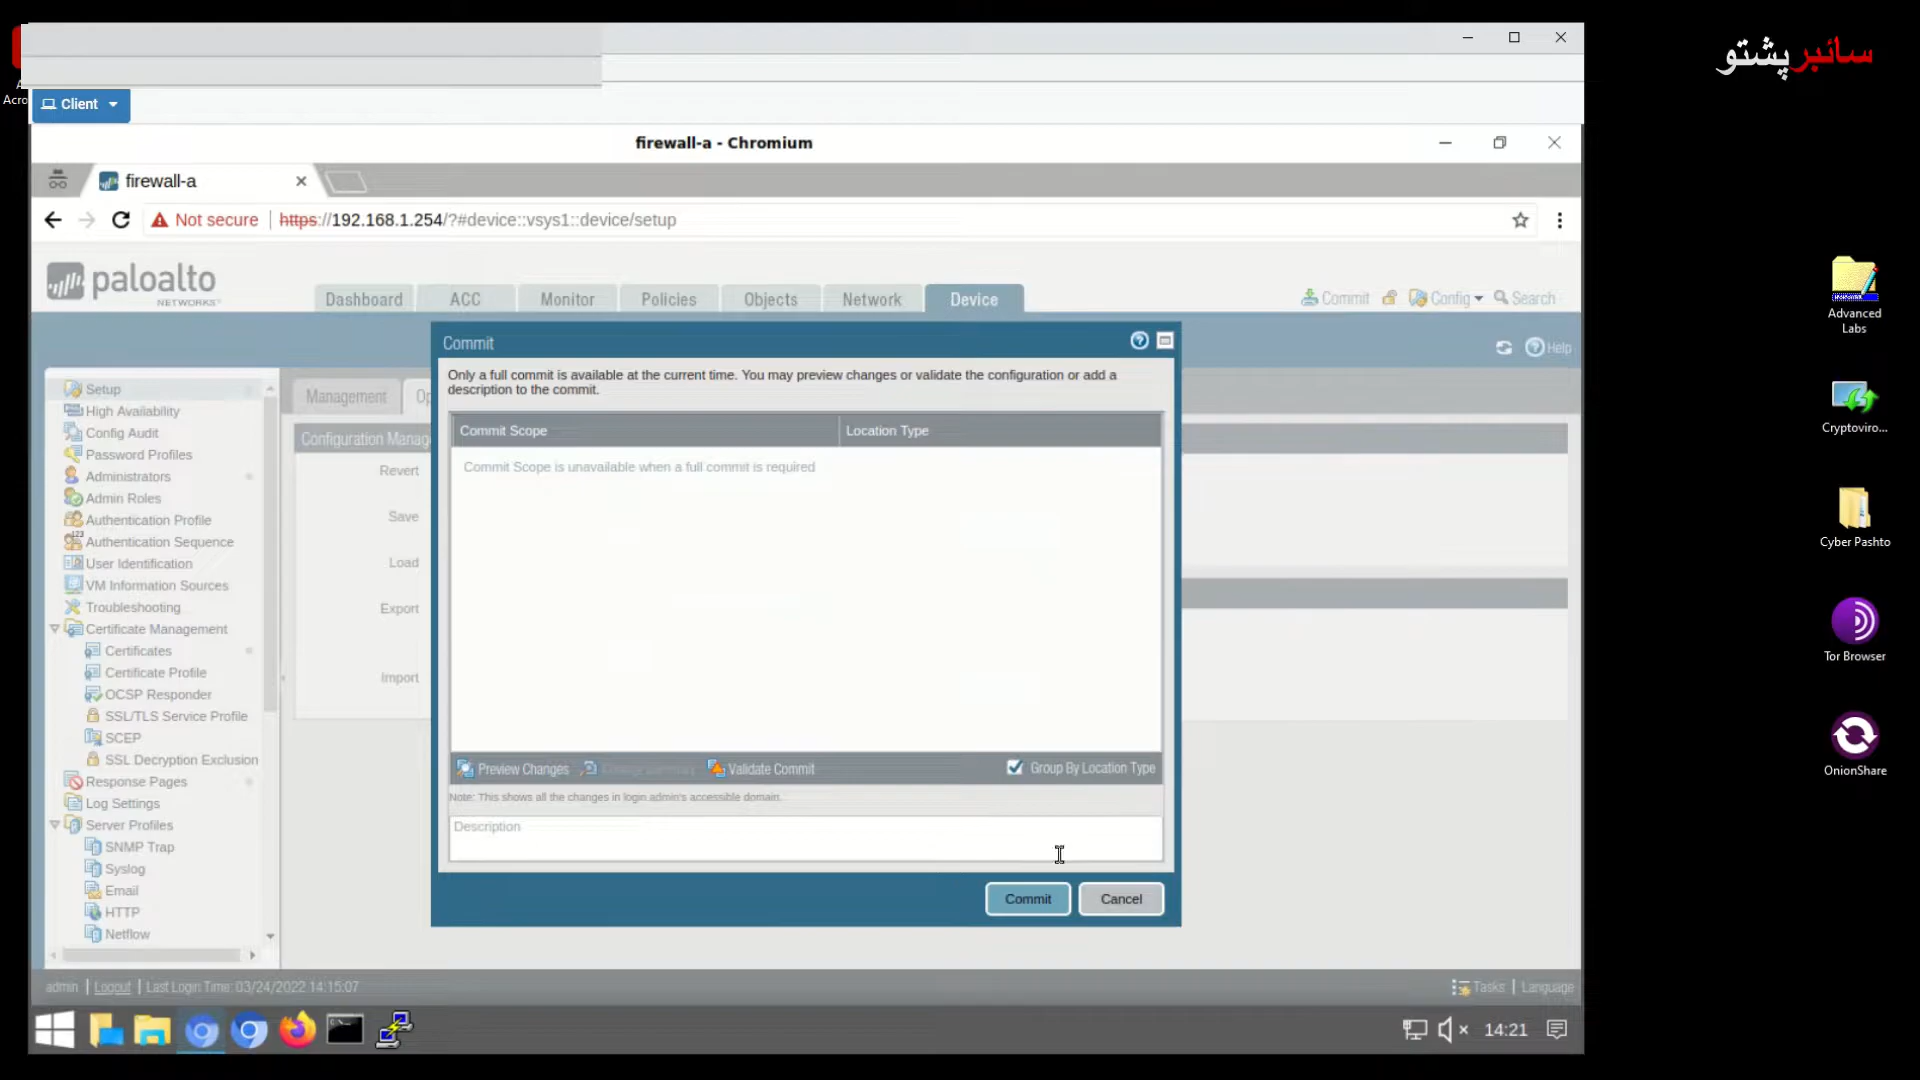 سائبر پشتو
A
Acro
Client
firewall-a - Chromium
firewall-a
Not secure
https://192.168.1.254/?#device::vsys1::device/setup
paloalto
NETWORKS
Dashboard
ACC
Monitor
Policies
Objects
Network
Device
Commit
Config
Search
Help
Setup
High Availability
Config Audit
Password Profiles
Administrators
Admin Roles
Authentication Profile
Authentication Sequence
User Identification
VM Information Sources
Troubleshooting
Certificate Management
Certificates
Certificate Profile
OCSP Responder
SSL/TLS Service Profile
SCEP
SSL Decryption Exclusion
Response Pages
Log Settings
Server Profiles
SNMP Trap
Syslog
Email
HTTP
Netflow
Management
Op
Configuration Manag
Revert
Save
Load
Export
Import
Commit
Only a full commit is available at the current time. You may preview changes or validate the configuration or add a
description to the commit.
Commit Scope
Location Type
Commit Scope is unavailable when a full commit is required
Preview Changes
Validate Commit
Group By Location Type
Note: This shows all the changes in login admin's accessible domain.
Description
Commit
Cancel
admin | Logout | Last Login Time: 03/24/2022 14:15:07
Tasks | Language
14:21
Advanced
Labs
Cryptoviro...
Cyber Pashto
Tor Browser
OnionShare